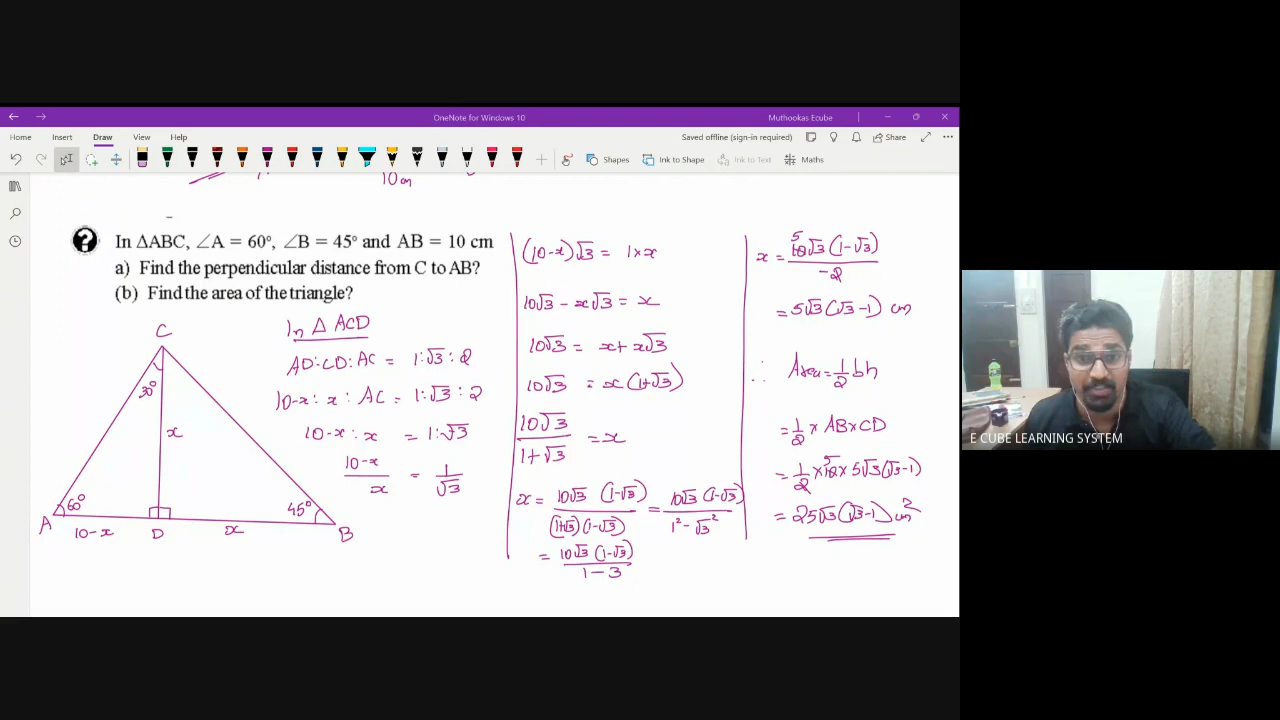 OneNote for Windows 10
Muthookas Ecube
Home Insert Draw View Help
Saved offline (sign-in required)
Share
Shapes
Ink to Shape
Ink to Text
Maths
10 cm
In ΔABC, ∠A = 60°, ∠B = 45° and AB = 10 cm
a) Find the perpendicular distance from C to AB?
(b) Find the area of the triangle?
C
30°
x
60°
45°
A
10-x
D
x
B
In Δ ACD
AD:CD:AC = 1:√3:2
10-x : x : AC = 1:√3:2
10-x : x = 1:√3
10-x / x = 1/√3
(10-x)√3 = 1×x
10√3 - x√3 = x
10√3 = x+x√3
10√3 = x(1+√3)
10√3 / 1+√3 = x
x = 10√3 (1-√3) / (1+√3)(1-√3) = 10√3 (1-√3) / 1² - √3²
= 10√3 (1-√3) / 1-3
x = 5 10√3 (1-√3) / -2
= 5√3 (√3-1) cm
∴ Area = 1/2 bh
= 1/2 × AB × CD
= 1/2 × 10 5 × 5√3 (√3-1)
= 25√3 (√3-1) cm²
E CUBE LEARNING SYSTEM